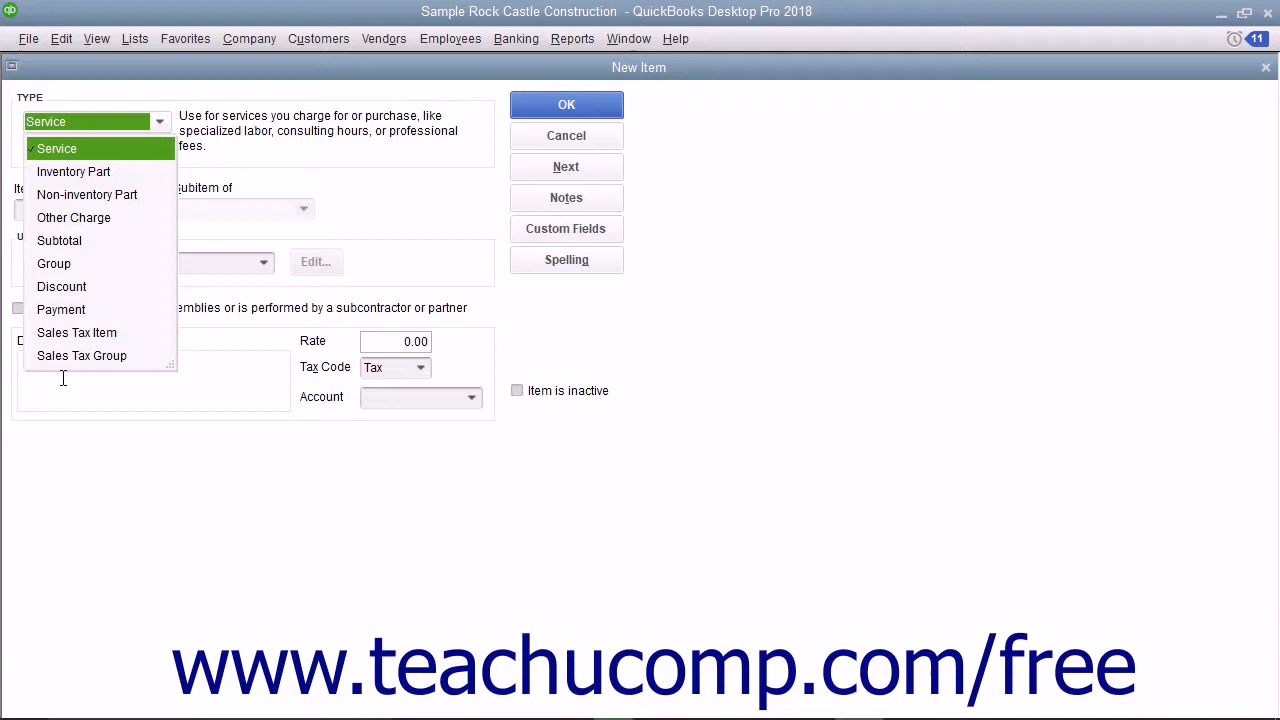 qb
Sample Rock Castle Construction - QuickBooks Desktop Pro 2018
File Edit View Lists Favorites Company Customers Vendors Employees Banking Reports Window Help 11
New Item
TYPE
Service
Use for services you charge for or purchase, like
specialized labor, consulting hours, or professional
fees.
OK
Cancel
Next
Notes
Custom Fields
Spelling
Service
Inventory Part
Non-inventory Part
Other Charge
Subtotal
Group
Discount
Payment
Sales Tax Item
Sales Tax Group
Subitem of
Edit...
emblies or is performed by a subcontractor or partner
Rate 0.00
Tax Code Tax
Account
Item is inactive
www.teachucomp.com/free